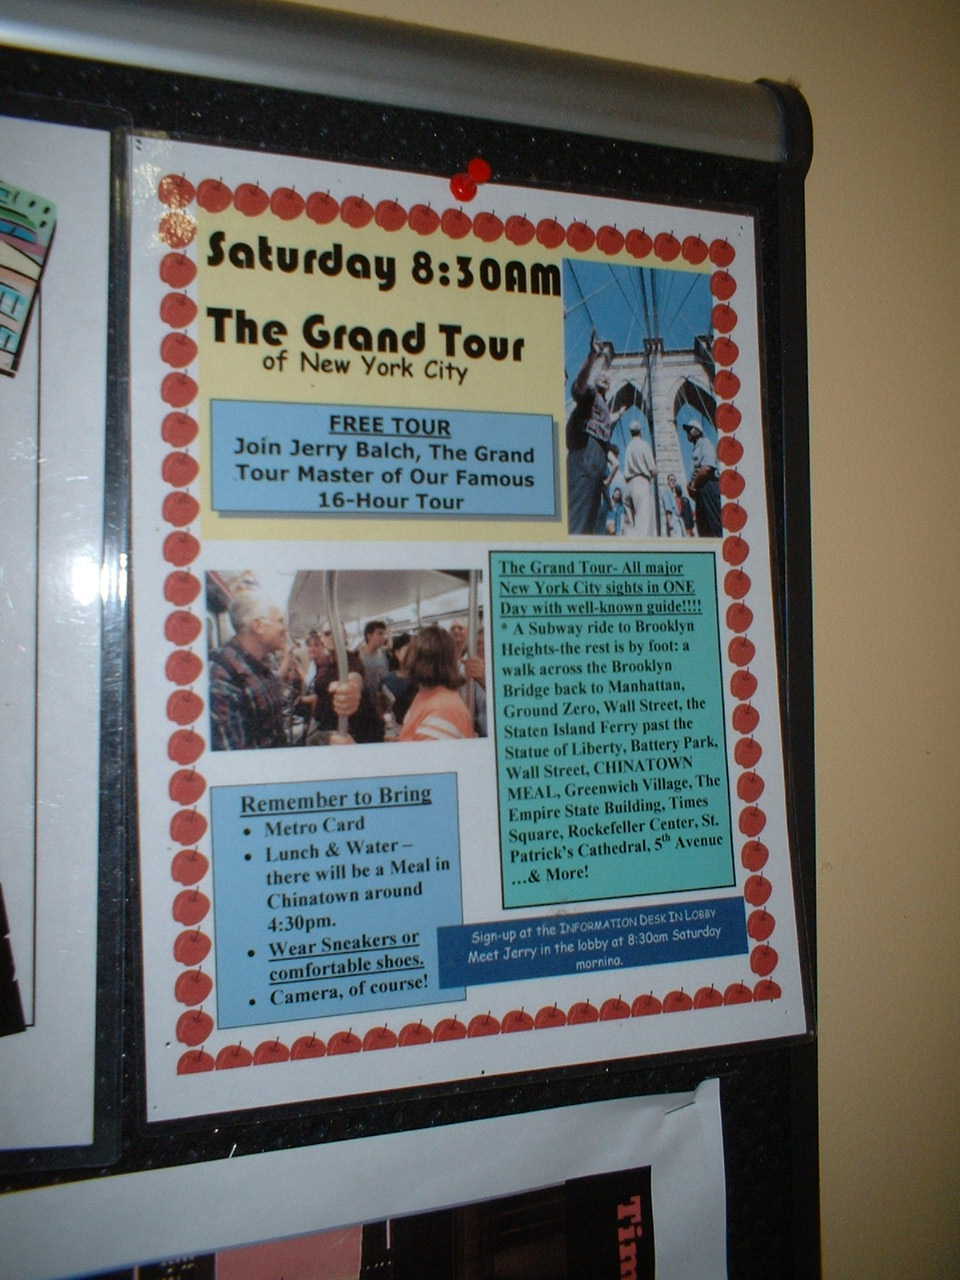 Saturday 8:30AM
The Grand Tour
of New York City
FREE TOUR
Join Jerry Balch, The Grand
Tour Master of Our Famous
16-Hour Tour
The Grand Tour- All major
New York City sights in ONE
Day with well-known guide!!!!
* A Subway ride to Brooklyn
Heights-the rest is by foot: a
walk across the Brooklyn
Bridge back to Manhattan,
Ground Zero, Wall Street, the
Staten Island Ferry past the
Statue of Liberty, Battery Park,
Wall Street, CHINATOWN
MEAL, Greenwich Village, The
Empire State Building, Times
Square, Rockefeller Center, St.
Patrick's Cathedral, 5th Avenue
...& More!
Remember to Bring
• Metro Card
• Lunch & Water –
there will be a Meal in
Chinatown around
4:30pm.
• Wear Sneakers or
comfortable shoes.
• Camera, of course!
Sign-up at the INFORMATION DESK IN LOBBY
Meet Jerry in the lobby at 8:30am Saturday
morning.
Tim